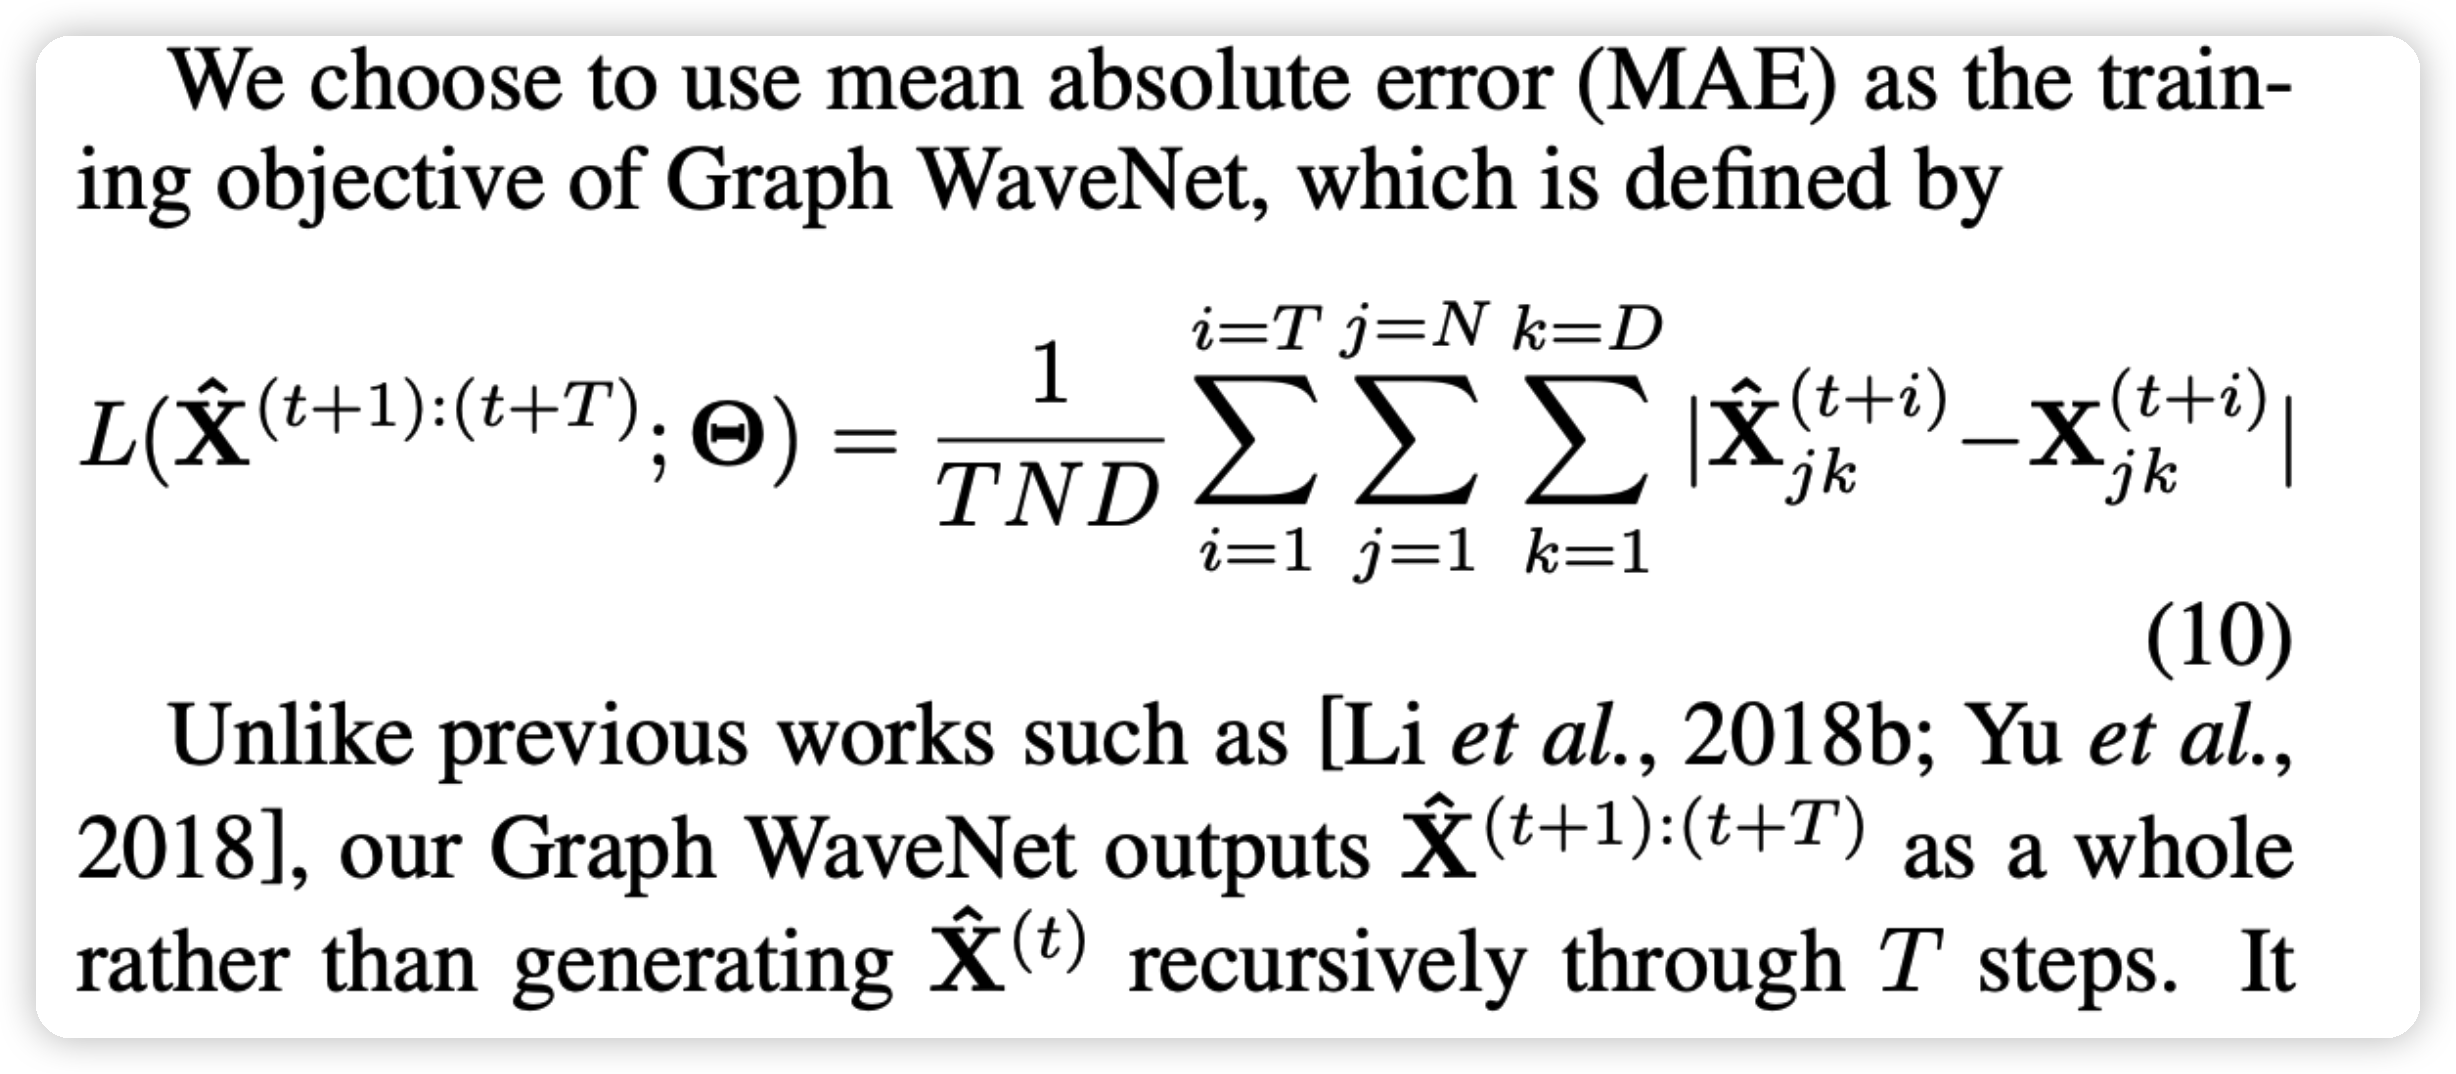 We choose to use mean absolute error (MAE) as the train-
ing objective of Graph WaveNet, which is defined by
$L(\hat{\mathbf{X}}^{(t+1):(t+T)}; \mathbf{\Theta}) = \frac{1}{TND} \sum_{i=1}^{i=T} \sum_{j=1}^{j=N} \sum_{k=1}^{k=D} |\hat{\mathbf{X}}_{jk}^{(t+i)} - \mathbf{X}_{jk}^{(t+i)}|$
(10)
Unlike previous works such as [Li et al., 2018b; Yu et al.,
2018], our Graph WaveNet outputs $\hat{\mathbf{X}}^{(t+1):(t+T)}$ as a whole
rather than generating $\hat{\mathbf{X}}^{(t)}$ recursively through $T$ steps. It